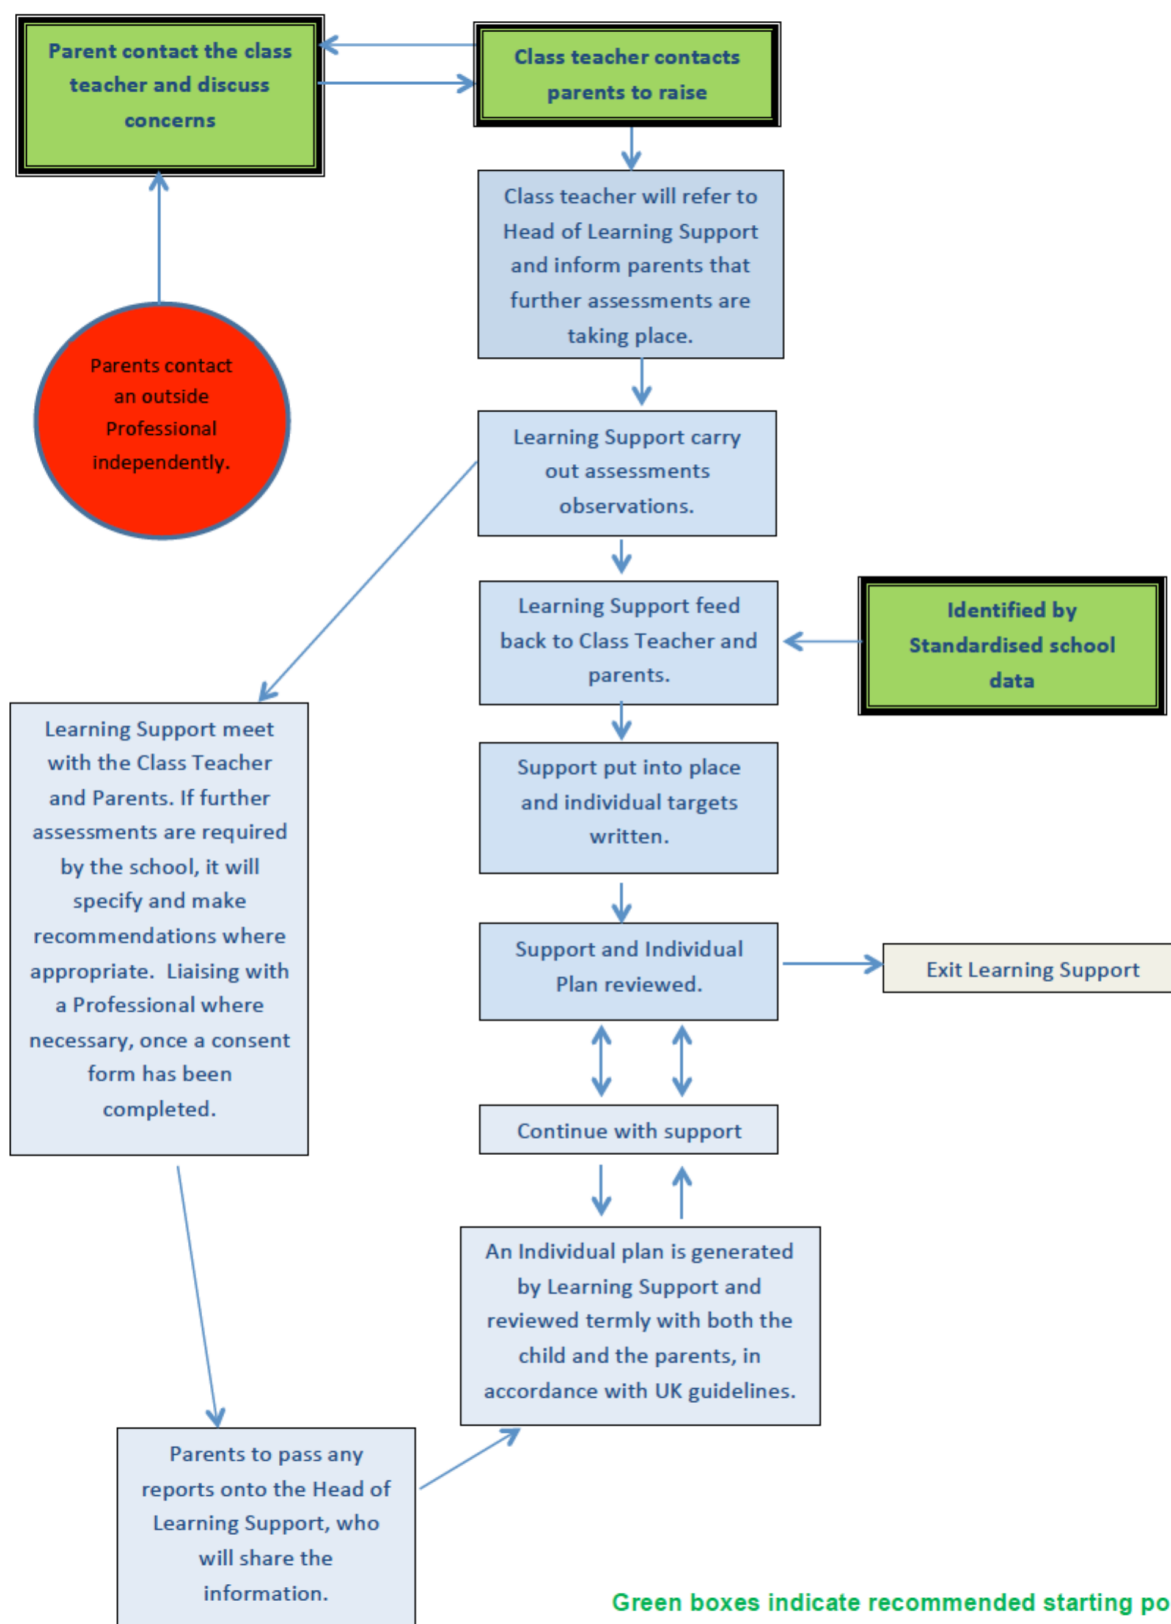 Parent contact the class
teacher and discuss
concerns
Class teacher contacts
parents to raise
Class teacher will refer to
Head of Learning Support
and inform parents that
further assessments are
taking place.
Parents contact
an outside
Professional
independently.
Learning Support carry
out assessments
observations.
Learning Support feed
back to Class Teacher and
parents.
Identified by
Standardised school
data
Learning Support meet
with the Class Teacher
and Parents. If further
assessments are required
by the school, it will
specify and make
recommendations where
appropriate.  Liaising with
a Professional where
necessary, once a consent
form has been
completed.
Support put into place
and individual targets
written.
Support and Individual
Plan reviewed.
Exit Learning Support
Continue with support
An Individual plan is generated
by Learning Support and
reviewed termly with both the
child and the parents, in
accordance with UK guidelines.
Parents to pass any
reports onto the Head of
Learning Support, who
will share the
information.
Green boxes indicate recommended starting po